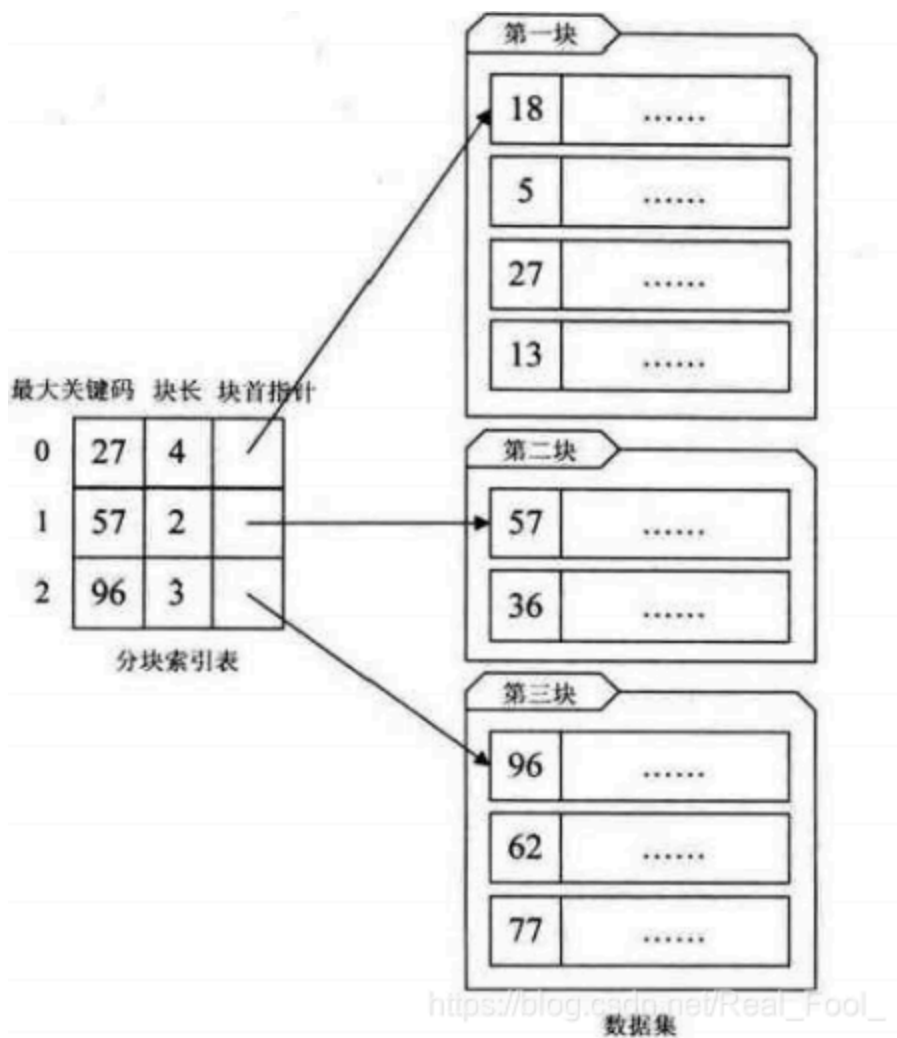 第一块
18 ......
5 ......
27 ......
13 ......
最大关键码 块长 块首指针
0 27 4
1 57 2
2 96 3
分块索引表
第二块
57 ......
36 ......
第三块
96 ......
62 ......
77 ......
https://blog.csdn.net/Real_Fool_
数据集